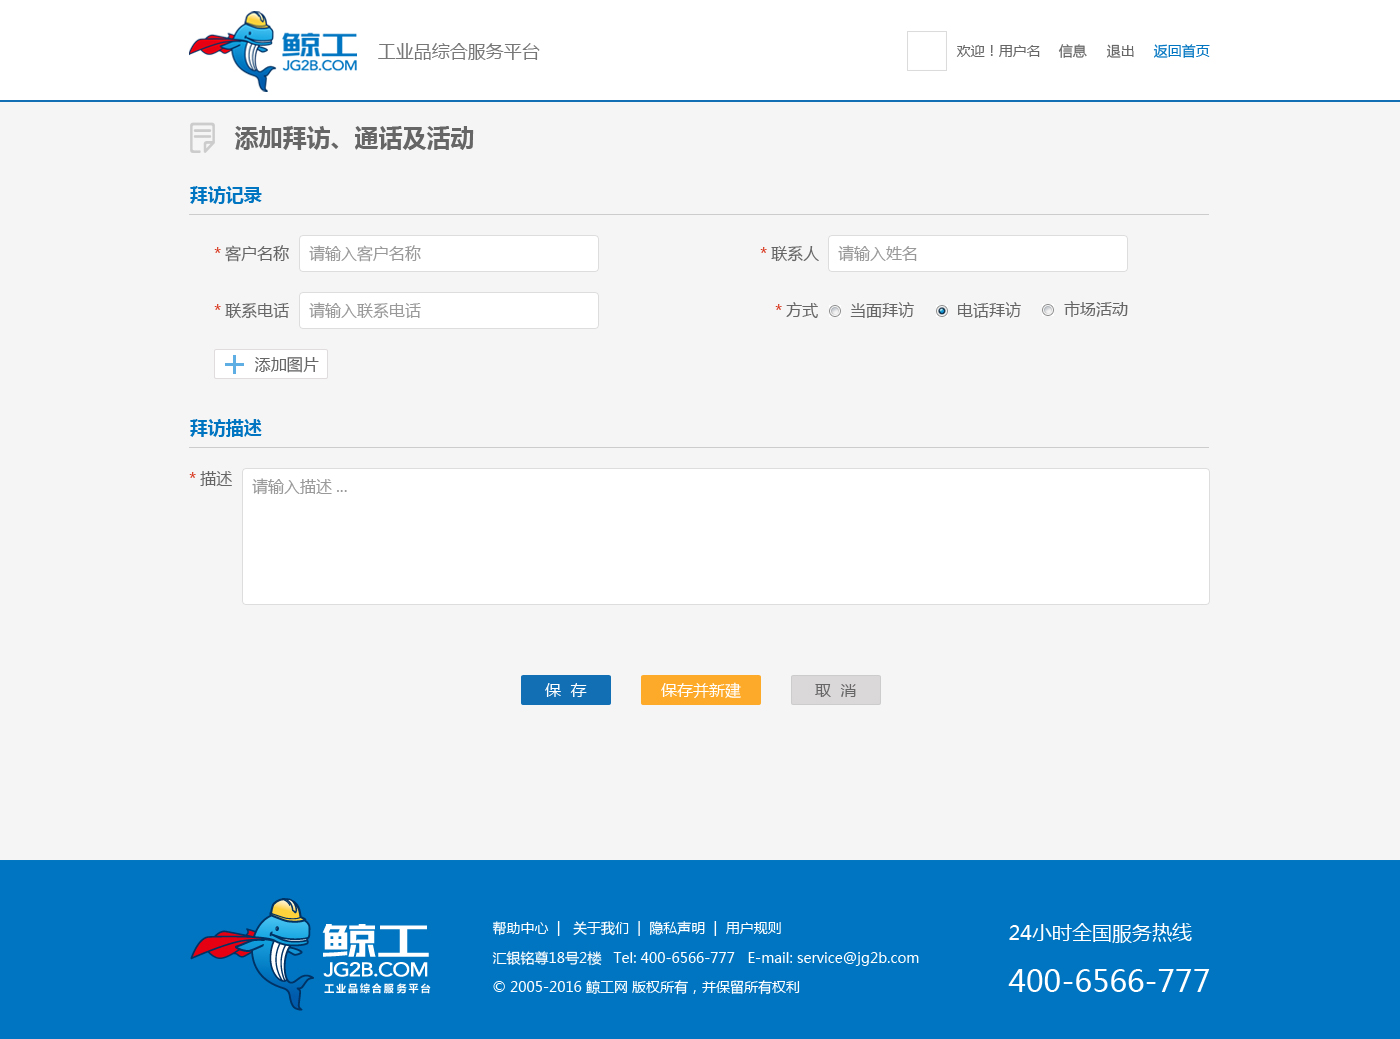 鲸工
JG2B.COM
工业品综合服务平台
欢迎！用户名 信息 退出 返回首页
添加拜访、通话及活动
拜访记录
* 客户名称 请输入客户名称 * 联系人 请输入姓名
* 联系电话 请输入联系电话 * 方式 当面拜访 电话拜访 市场活动
添加图片
拜访描述
* 描述 请输入描述 ...
保 存 保存并新建 取 消
鲸工
JG2B.COM
工业品综合服务平台
帮助中心 | 关于我们 | 隐私声明 | 用户规则
汇银铭尊18号2楼 Tel: 400-6566-777 E-mail: service@jg2b.com
© 2005-2016 鲸工网 版权所有，并保留所有权利
24小时全国服务热线
400-6566-777